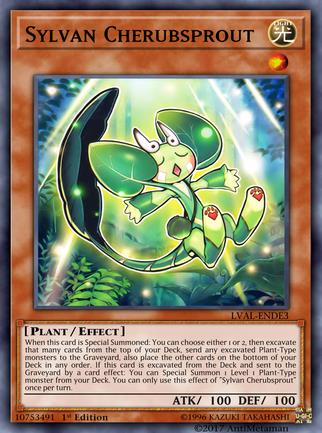 Sylvan Cherubsprout
LIGHT
光
LVAL-ENDE3
[Plant / Effect]
When this card is Special Summoned: You can choose either 1 or 2, then excavate
that many cards from the top of your Deck, send any excavated Plant-Type
monsters to the Graveyard, also place the other cards on the bottom of your
Deck in any order. If this card is excavated from the Deck and sent to the
Graveyard by a card effect: You can Special Summon 1 Level 1 Plant-Type
monster from your Deck. You can only use this effect of "Sylvan Cherubsprout"
once per turn.
ATK/ 400 DEF/ 400
10753491 1st Edition ©1996 KAZUKI TAKAHASHI
©2017 AntiMetaman